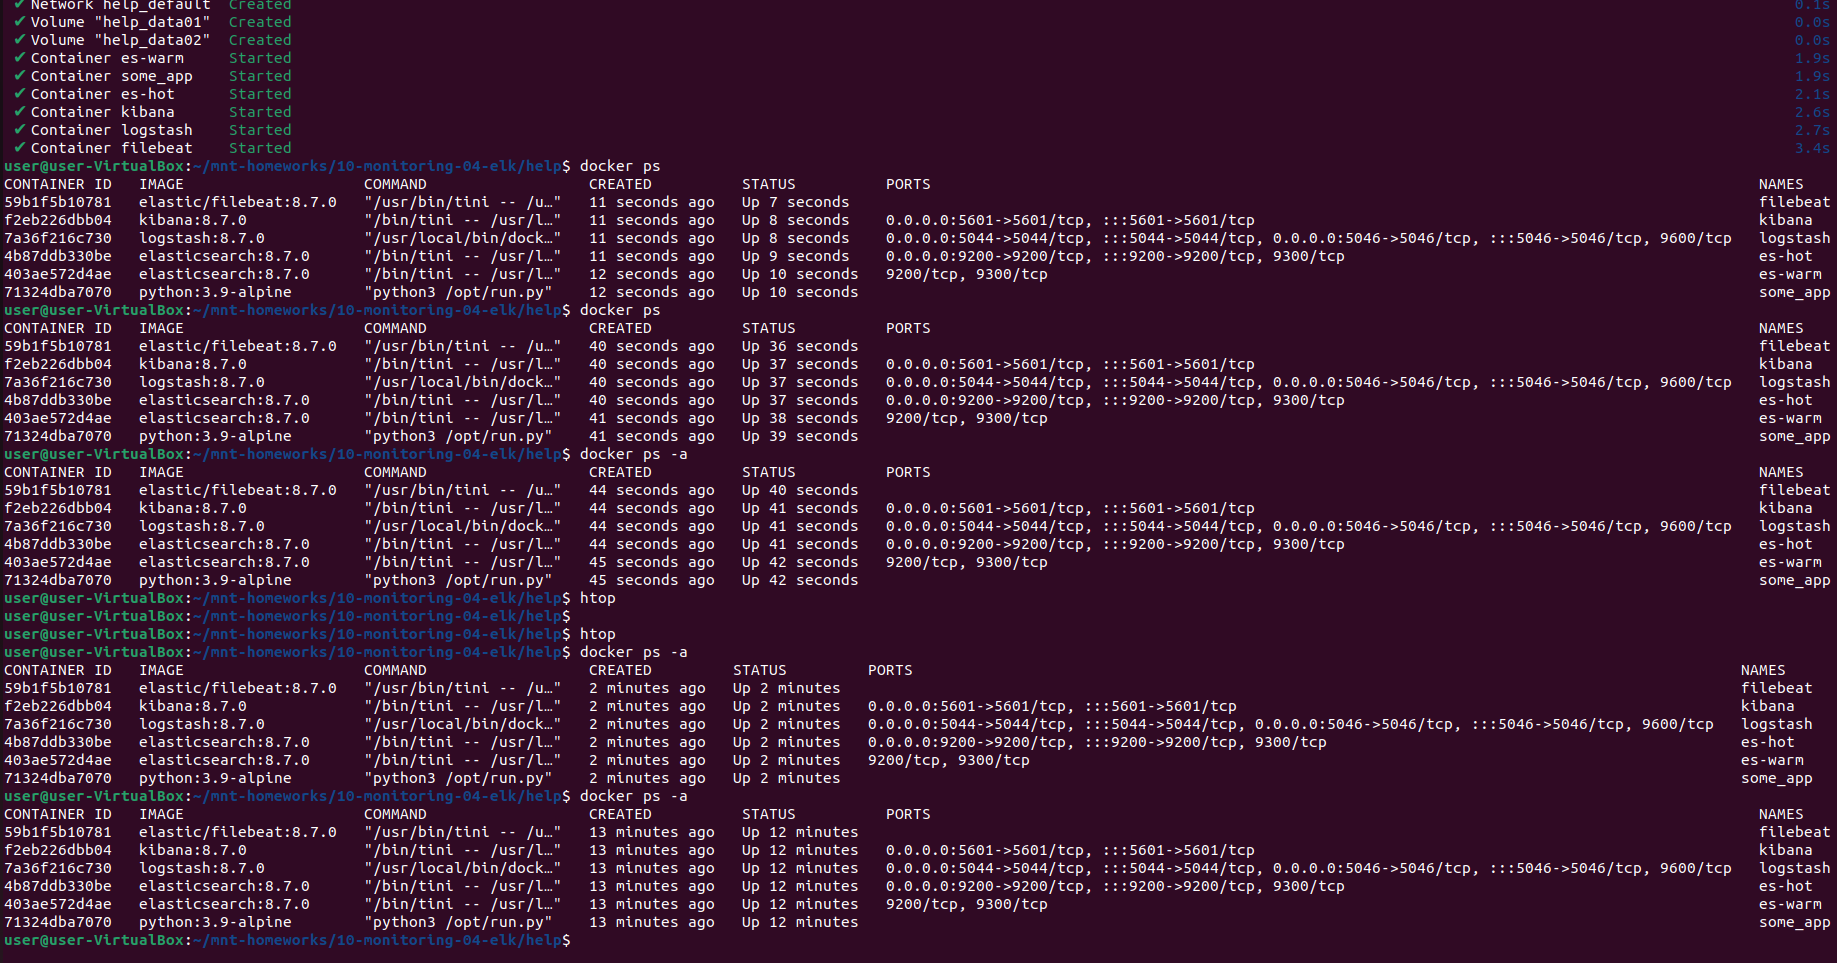 ✔ Network help_default  Created 0.1s
✔ Volume "help_data01"  Created 0.0s
✔ Volume "help_data02"  Created 0.0s
✔ Container es-warm     Started 1.9s
✔ Container some_app    Started 1.9s
✔ Container es-hot      Started 2.1s
✔ Container kibana      Started 2.6s
✔ Container logstash    Started 2.7s
✔ Container filebeat    Started 3.4s
user@user-VirtualBox:~/mnt-homeworks/10-monitoring-04-elk/help$ docker ps
CONTAINER ID   IMAGE                    COMMAND                  CREATED          STATUS          PORTS                                                                                            NAMES
59b1f5b10781   elastic/filebeat:8.7.0   "/usr/bin/tini -- /u…"   11 seconds ago   Up 7 seconds                                                                                                     filebeat
f2eb226dbb04   kibana:8.7.0             "/bin/tini -- /usr/l…"   11 seconds ago   Up 8 seconds    0.0.0.0:5601->5601/tcp, :::5601->5601/tcp                                                        kibana
7a36f216c730   logstash:8.7.0           "/usr/local/bin/dock…"   11 seconds ago   Up 8 seconds    0.0.0.0:5044->5044/tcp, :::5044->5044/tcp, 0.0.0.0:5046->5046/tcp, :::5046->5046/tcp, 9600/tcp   logstash
4b87ddb330be   elasticsearch:8.7.0      "/bin/tini -- /usr/l…"   11 seconds ago   Up 9 seconds    0.0.0.0:9200->9200/tcp, :::9200->9200/tcp, 9300/tcp                                              es-hot
403ae572d4ae   elasticsearch:8.7.0      "/bin/tini -- /usr/l…"   12 seconds ago   Up 10 seconds   9200/tcp, 9300/tcp                                                                               es-warm
71324dba7070   python:3.9-alpine        "python3 /opt/run.py"    12 seconds ago   Up 10 seconds                                                                                                    some_app
user@user-VirtualBox:~/mnt-homeworks/10-monitoring-04-elk/help$ docker ps
CONTAINER ID   IMAGE                    COMMAND                  CREATED          STATUS          PORTS                                                                                            NAMES
59b1f5b10781   elastic/filebeat:8.7.0   "/usr/bin/tini -- /u…"   40 seconds ago   Up 36 seconds                                                                                                    filebeat
f2eb226dbb04   kibana:8.7.0             "/bin/tini -- /usr/l…"   40 seconds ago   Up 37 seconds   0.0.0.0:5601->5601/tcp, :::5601->5601/tcp                                                        kibana
7a36f216c730   logstash:8.7.0           "/usr/local/bin/dock…"   40 seconds ago   Up 37 seconds   0.0.0.0:5044->5044/tcp, :::5044->5044/tcp, 0.0.0.0:5046->5046/tcp, :::5046->5046/tcp, 9600/tcp   logstash
4b87ddb330be   elasticsearch:8.7.0      "/bin/tini -- /usr/l…"   40 seconds ago   Up 37 seconds   0.0.0.0:9200->9200/tcp, :::9200->9200/tcp, 9300/tcp                                              es-hot
403ae572d4ae   elasticsearch:8.7.0      "/bin/tini -- /usr/l…"   41 seconds ago   Up 38 seconds   9200/tcp, 9300/tcp                                                                               es-warm
71324dba7070   python:3.9-alpine        "python3 /opt/run.py"    41 seconds ago   Up 39 seconds                                                                                                    some_app
user@user-VirtualBox:~/mnt-homeworks/10-monitoring-04-elk/help$ docker ps -a
CONTAINER ID   IMAGE                    COMMAND                  CREATED          STATUS          PORTS                                                                                            NAMES
59b1f5b10781   elastic/filebeat:8.7.0   "/usr/bin/tini -- /u…"   44 seconds ago   Up 40 seconds                                                                                                    filebeat
f2eb226dbb04   kibana:8.7.0             "/bin/tini -- /usr/l…"   44 seconds ago   Up 41 seconds   0.0.0.0:5601->5601/tcp, :::5601->5601/tcp                                                        kibana
7a36f216c730   logstash:8.7.0           "/usr/local/bin/dock…"   44 seconds ago   Up 41 seconds   0.0.0.0:5044->5044/tcp, :::5044->5044/tcp, 0.0.0.0:5046->5046/tcp, :::5046->5046/tcp, 9600/tcp   logstash
4b87ddb330be   elasticsearch:8.7.0      "/bin/tini -- /usr/l…"   44 seconds ago   Up 41 seconds   0.0.0.0:9200->9200/tcp, :::9200->9200/tcp, 9300/tcp                                              es-hot
403ae572d4ae   elasticsearch:8.7.0      "/bin/tini -- /usr/l…"   45 seconds ago   Up 42 seconds   9200/tcp, 9300/tcp                                                                               es-warm
71324dba7070   python:3.9-alpine        "python3 /opt/run.py"    45 seconds ago   Up 42 seconds                                                                                                    some_app
user@user-VirtualBox:~/mnt-homeworks/10-monitoring-04-elk/help$ htop
user@user-VirtualBox:~/mnt-homeworks/10-monitoring-04-elk/help$
user@user-VirtualBox:~/mnt-homeworks/10-monitoring-04-elk/help$ htop
user@user-VirtualBox:~/mnt-homeworks/10-monitoring-04-elk/help$ docker ps -a
CONTAINER ID   IMAGE                    COMMAND                  CREATED         STATUS         PORTS                                                                                            NAMES
59b1f5b10781   elastic/filebeat:8.7.0   "/usr/bin/tini -- /u…"   2 minutes ago   Up 2 minutes                                                                                                    filebeat
f2eb226dbb04   kibana:8.7.0             "/bin/tini -- /usr/l…"   2 minutes ago   Up 2 minutes   0.0.0.0:5601->5601/tcp, :::5601->5601/tcp                                                        kibana
7a36f216c730   logstash:8.7.0           "/usr/local/bin/dock…"   2 minutes ago   Up 2 minutes   0.0.0.0:5044->5044/tcp, :::5044->5044/tcp, 0.0.0.0:5046->5046/tcp, :::5046->5046/tcp, 9600/tcp   logstash
4b87ddb330be   elasticsearch:8.7.0      "/bin/tini -- /usr/l…"   2 minutes ago   Up 2 minutes   0.0.0.0:9200->9200/tcp, :::9200->9200/tcp, 9300/tcp                                              es-hot
403ae572d4ae   elasticsearch:8.7.0      "/bin/tini -- /usr/l…"   2 minutes ago   Up 2 minutes   9200/tcp, 9300/tcp                                                                               es-warm
71324dba7070   python:3.9-alpine        "python3 /opt/run.py"    2 minutes ago   Up 2 minutes                                                                                                    some_app
user@user-VirtualBox:~/mnt-homeworks/10-monitoring-04-elk/help$ docker ps -a
CONTAINER ID   IMAGE                    COMMAND                  CREATED          STATUS          PORTS                                                                                            NAMES
59b1f5b10781   elastic/filebeat:8.7.0   "/usr/bin/tini -- /u…"   13 minutes ago   Up 12 minutes                                                                                                    filebeat
f2eb226dbb04   kibana:8.7.0             "/bin/tini -- /usr/l…"   13 minutes ago   Up 12 minutes   0.0.0.0:5601->5601/tcp, :::5601->5601/tcp                                                        kibana
7a36f216c730   logstash:8.7.0           "/usr/local/bin/dock…"   13 minutes ago   Up 12 minutes   0.0.0.0:5044->5044/tcp, :::5044->5044/tcp, 0.0.0.0:5046->5046/tcp, :::5046->5046/tcp, 9600/tcp   logstash
4b87ddb330be   elasticsearch:8.7.0      "/bin/tini -- /usr/l…"   13 minutes ago   Up 12 minutes   0.0.0.0:9200->9200/tcp, :::9200->9200/tcp, 9300/tcp                                              es-hot
403ae572d4ae   elasticsearch:8.7.0      "/bin/tini -- /usr/l…"   13 minutes ago   Up 12 minutes   9200/tcp, 9300/tcp                                                                               es-warm
71324dba7070   python:3.9-alpine        "python3 /opt/run.py"    13 minutes ago   Up 12 minutes                                                                                                    some_app
user@user-VirtualBox:~/mnt-homeworks/10-monitoring-04-elk/help$